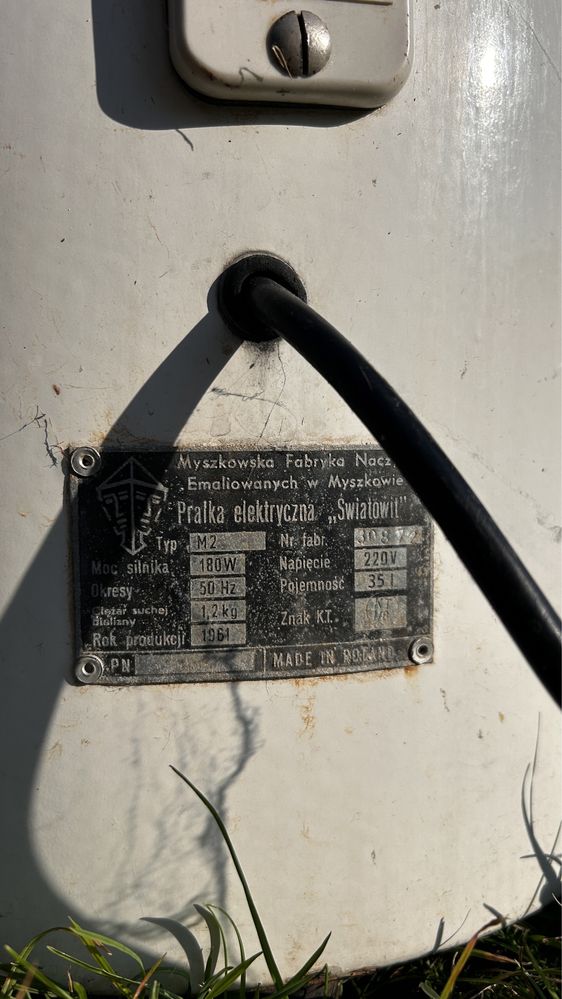 Myszkowska Fabryka Nacz
Emaliowanych w Myszkowie
Pralka elektryczna „Światowit"
Typ M2 Nr fabr.
Moc silnika 180W Napięcie 220V
Okresy 50 Hz Pojemność 35 l
Ciężar suchej bielizny 1,2 kg Znak KT.
Rok produkcji 1961
PN MADE IN POLAND